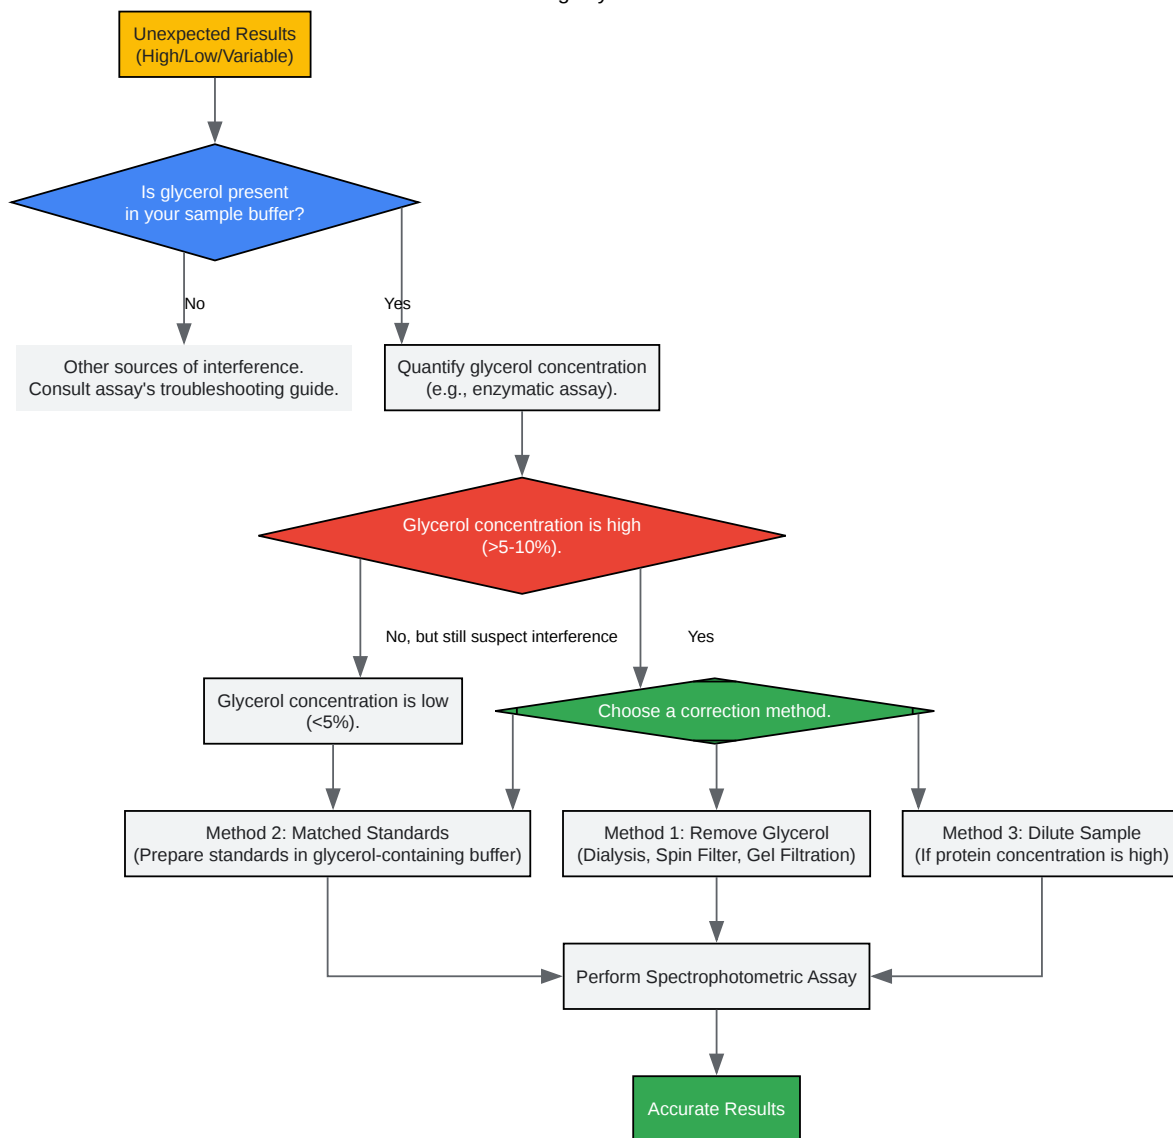 Unexpected Results
(High/Low/Variable)
Is glycerol present
in your sample buffer?
No
Yes
Other sources of interference.
Consult assay's troubleshooting guide.
Quantify glycerol concentration
(e.g., enzymatic assay).
Glycerol concentration is high
(>5-10%).
No, but still suspect interference
Yes
Glycerol concentration is low
(<5%).
Choose a correction method.
Method 2: Matched Standards
(Prepare standards in glycerol-containing buffer)
Method 1: Remove Glycerol
(Dialysis, Spin Filter, Gel Filtration)
Method 3: Dilute Sample
(If protein concentration is high)
Perform Spectrophotometric Assay
Accurate Results